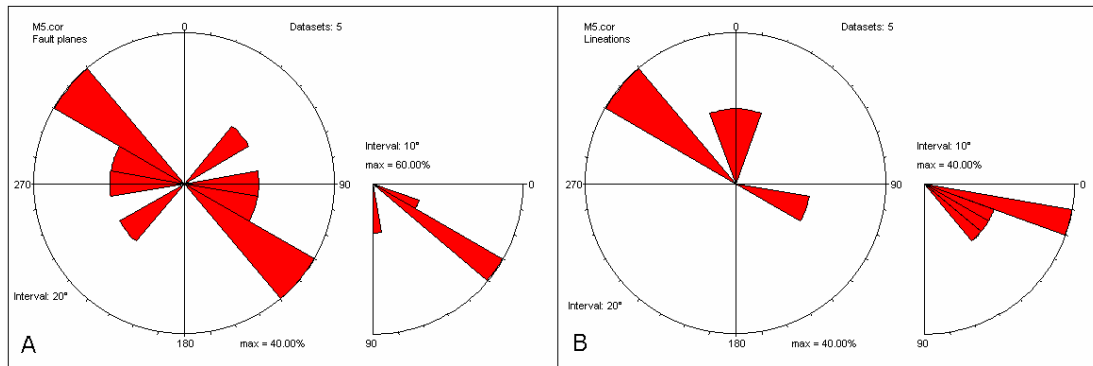 M5.cor
Fault planes
0
Datasets: 5
Interval: 10°
max = 60.00%
270
90
0
Interval: 20°
180
max = 40.00%
90
A
M5.cor
Lineations
0
Datasets: 5
Interval: 10°
max = 40.00%
270
90
0
Interval: 20°
180
max = 40.00%
90
B